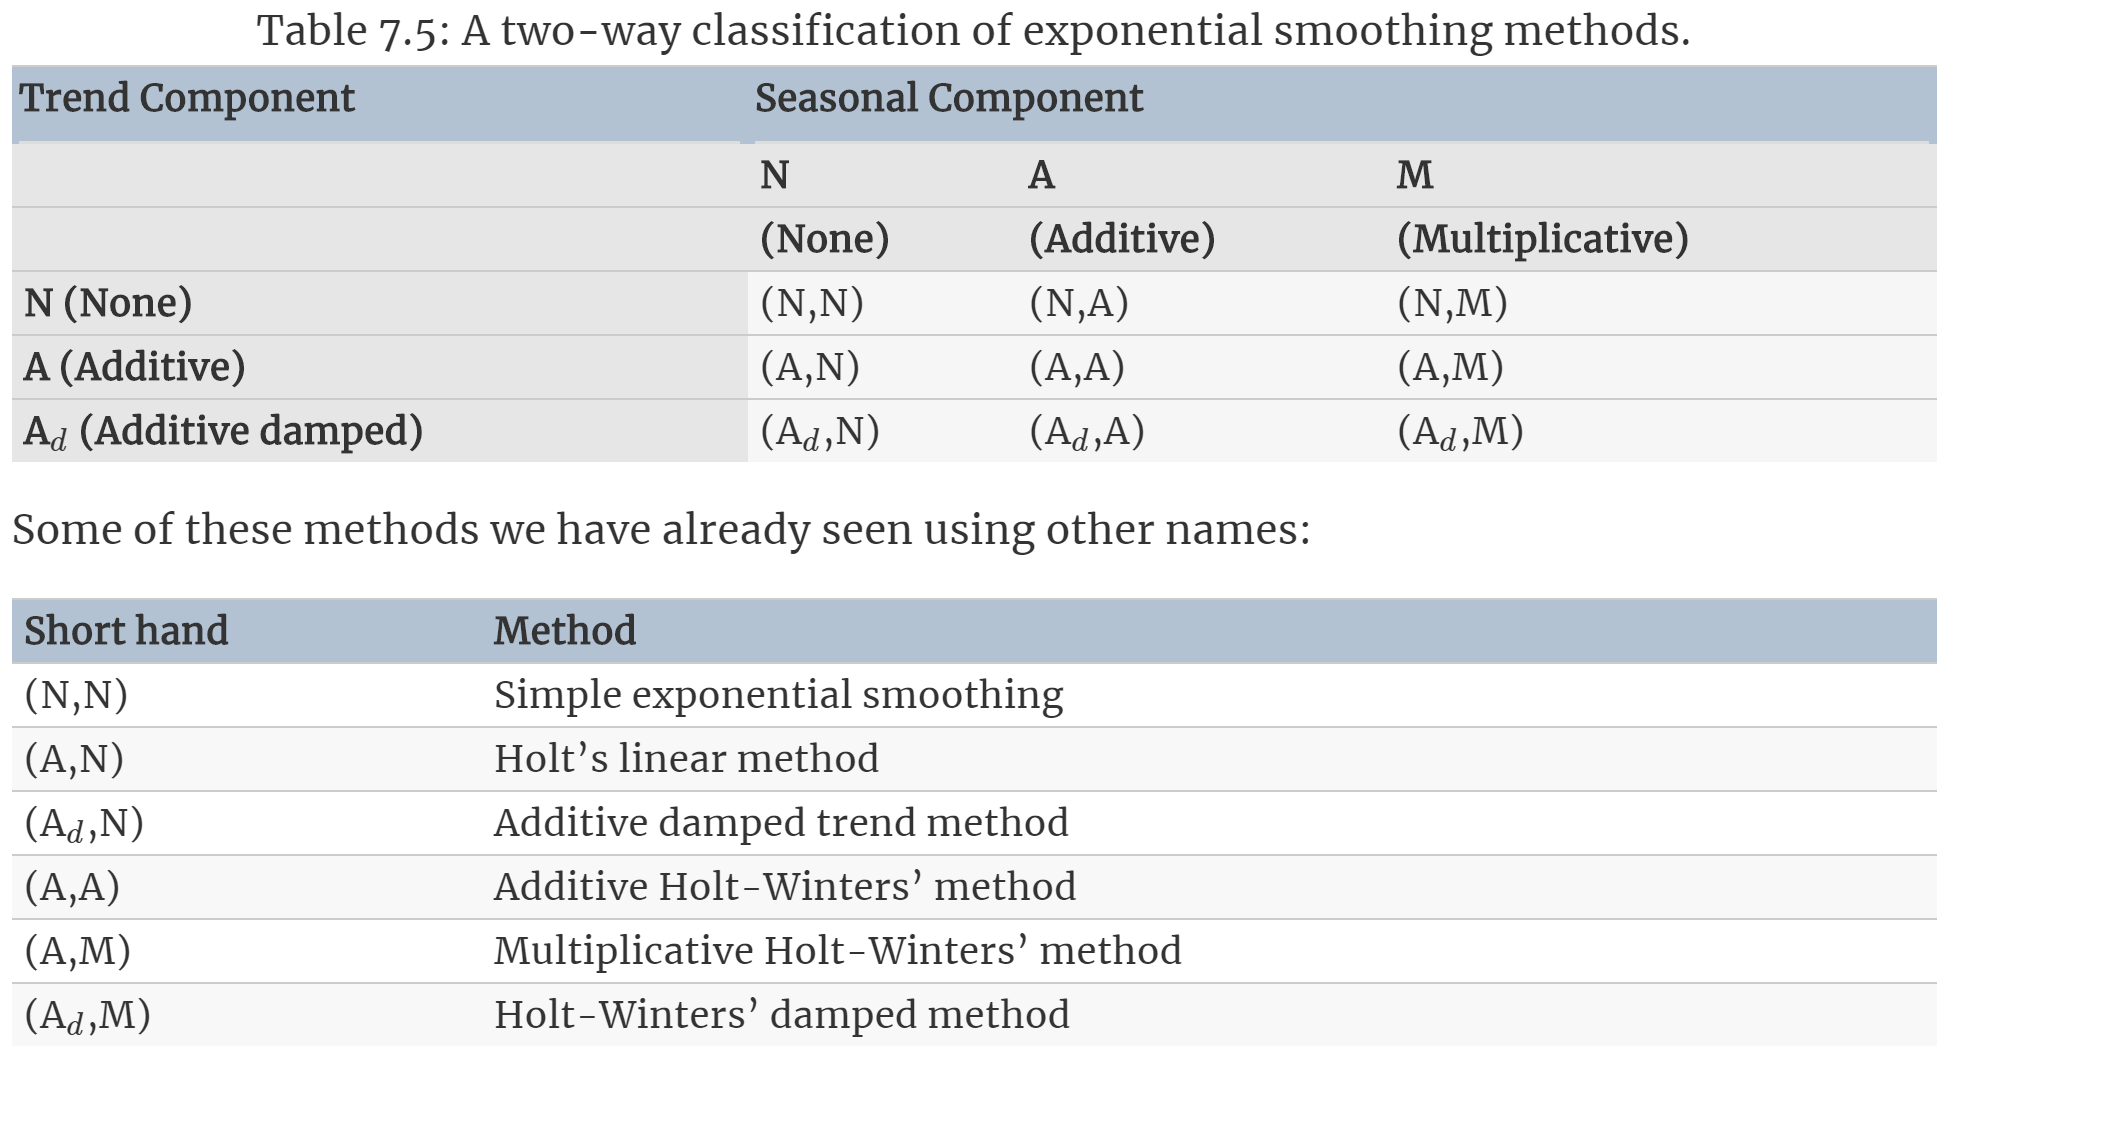 Table 7.5: A two-way classification of exponential smoothing methods.
Trend Component Seasonal Component
N A M
(None) (Additive) (Multiplicative)
N (None) (N,N) (N,A) (N,M)
A (Additive) (A,N) (A,A) (A,M)
A_d (Additive damped) (A_d,N) (A_d,A) (A_d,M)
Some of these methods we have already seen using other names:
Short hand Method
(N,N) Simple exponential smoothing
(A,N) Holt’s linear method
(A_d,N) Additive damped trend method
(A,A) Additive Holt-Winters’ method
(A,M) Multiplicative Holt-Winters’ method
(A_d,M) Holt-Winters’ damped method